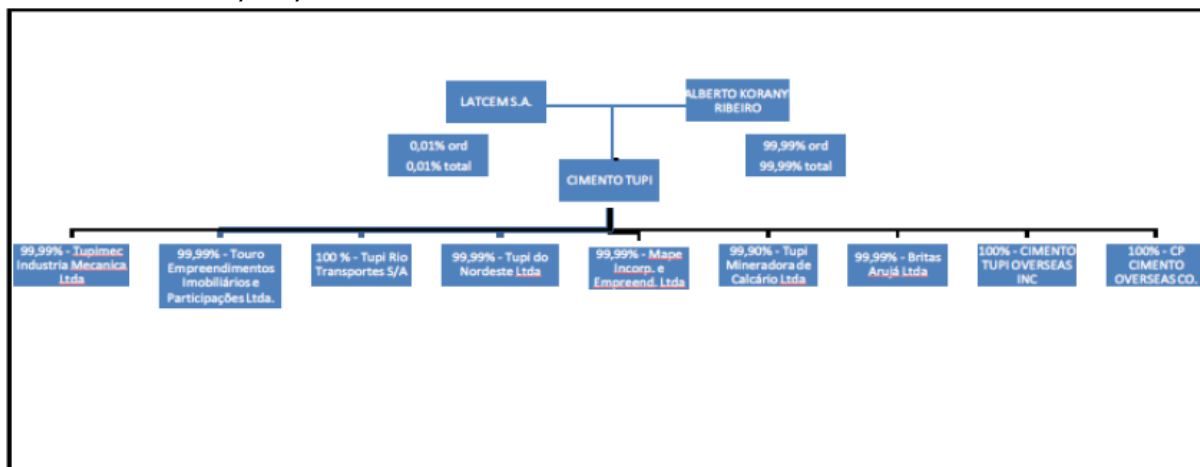 LATCEM S.A.
ALBERTO KORANY
RIBEIRO
0,01% ord
0,01% total
99,99% ord
99,99% total
CIMENTO TUPI
99,99% - Tupimec
Industria Mecanica
Ltda
99,99% - Touro
Empreendimentos
Imobiliários e
Participações Ltda.
100 % - Tupi Rio
Transportes S/A
99,99% - Tupi do
Nordeste Ltda
99,99% - Mape
Incorp. e
Empreend. Ltda
99,90% - Tupi
Mineradora de
Calcário Ltda
99,99% - Britas
Arujá Ltda
100% - CIMENTO
TUPI OVERSEAS
INC
100% - CP
CIMENTO
OVERSEAS CO.